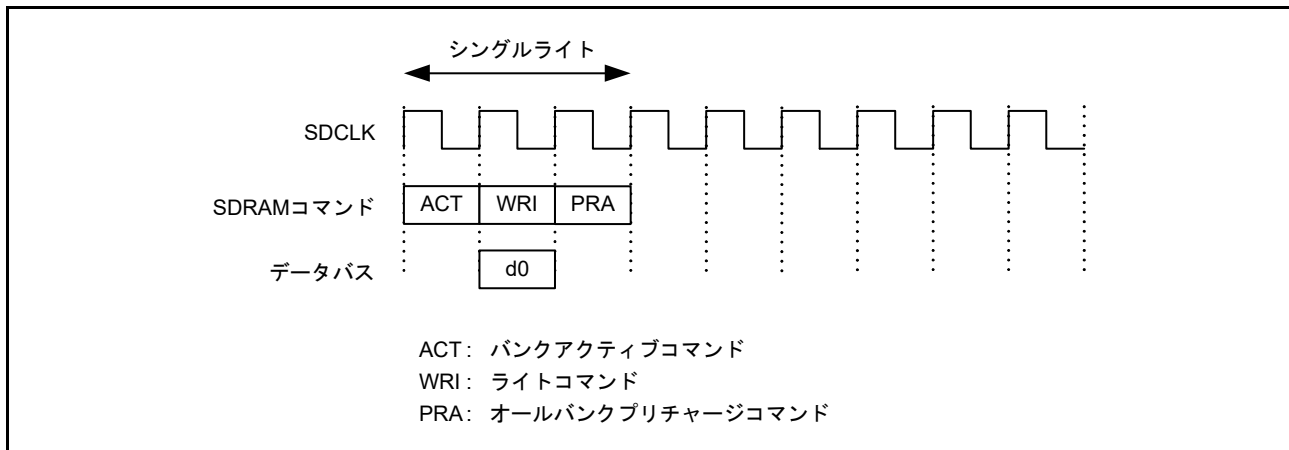 シングルライト
SDCLK
SDRAMコマンド ACT WRI PRA
データバス d0
ACT : バンクアクティブコマンド
WRI : ライトコマンド
PRA : オールバンクプリチャージコマンド